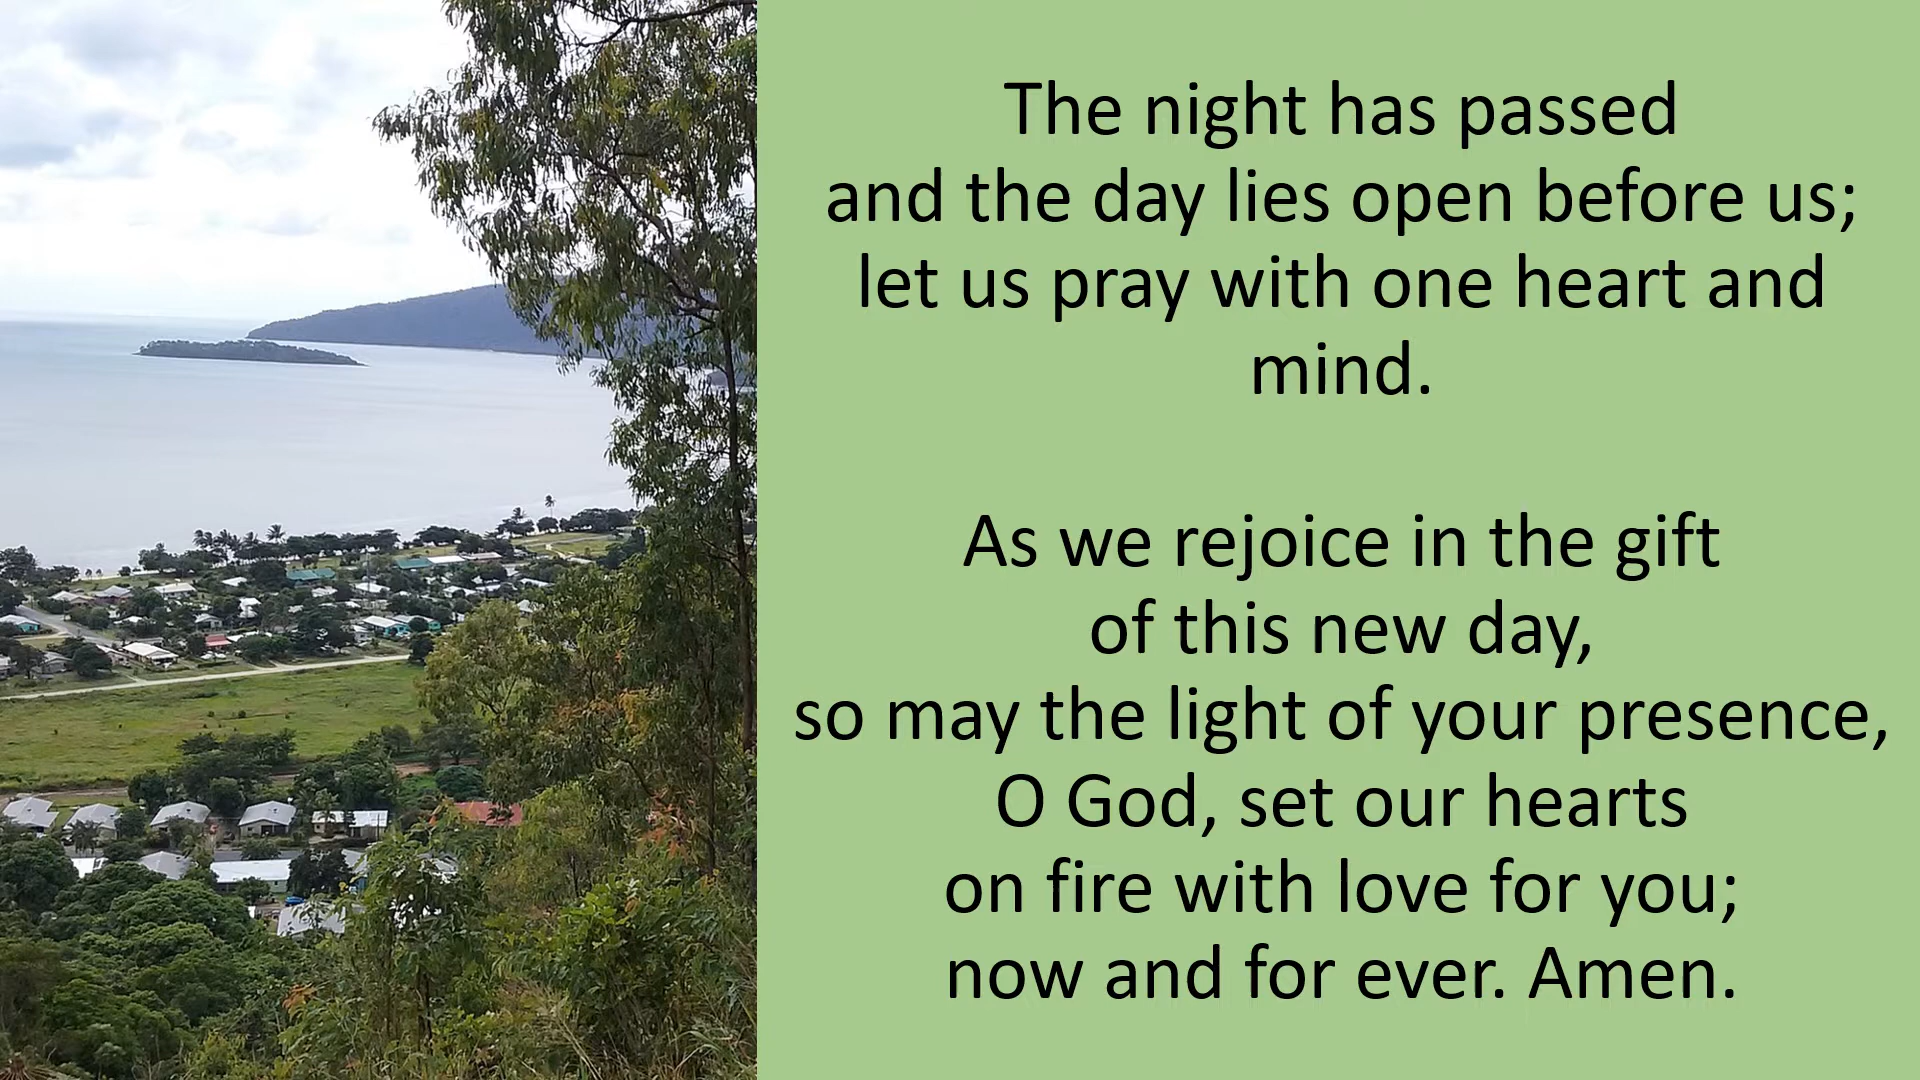 The night has passed
and the day lies open before us;
let us pray with one heart and
mind.
As we rejoice in the gift
of this new day,
so may the light of your presence,
O God, set our hearts
on fire with love for you;
now and for ever. Amen.